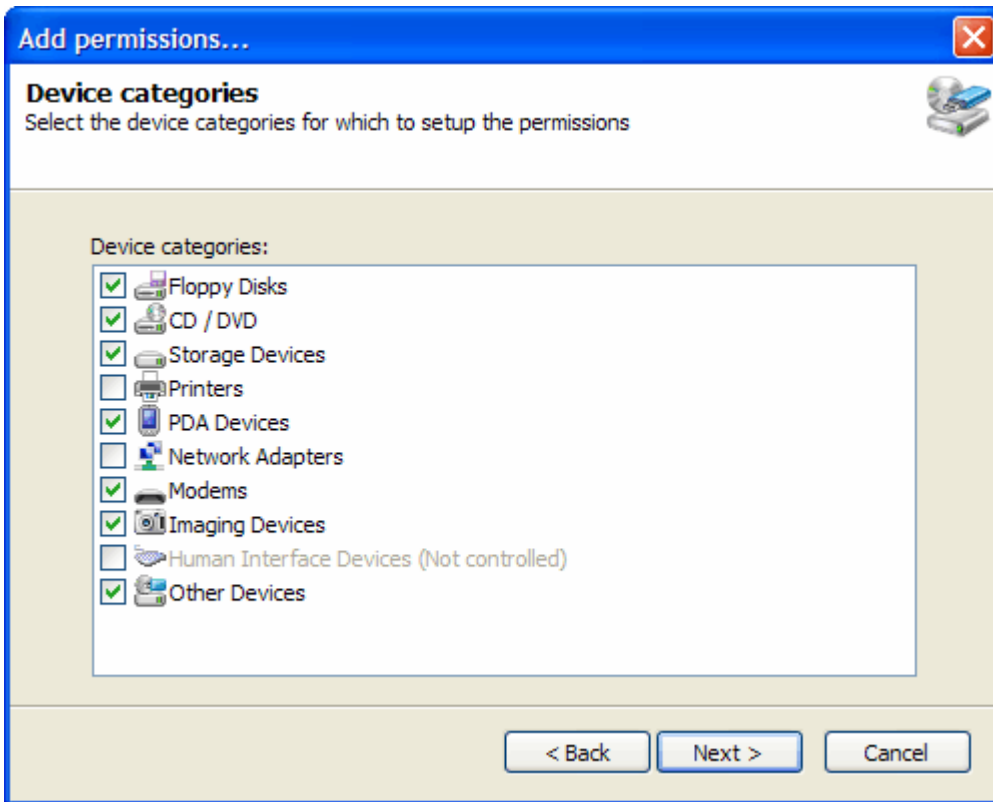 Add permissions...
Device categories
Select the device categories for which to setup the permissions
Device categories:
Floppy Disks
CD / DVD
Storage Devices
Printers
PDA Devices
Network Adapters
Modems
Imaging Devices
Human Interface Devices (Not controlled)
Other Devices
< Back
Next >
Cancel